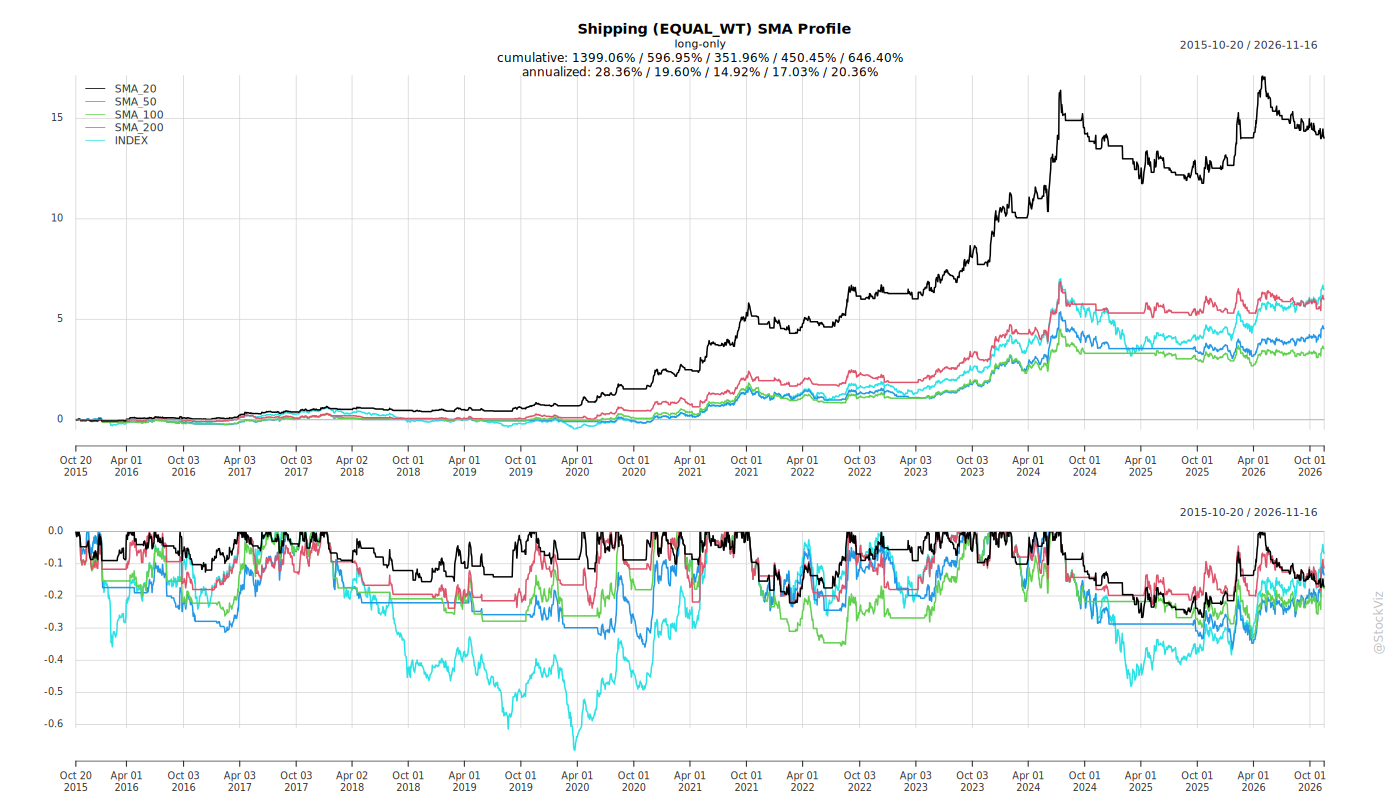 Shipping (EQUAL_WT) SMA Profile
long-only
cumulative: 1399.06% / 596.95% / 351.96% / 450.45% / 646.40%
annualized: 28.36% / 19.60% / 14.92% / 17.03% / 20.36%
2015-10-20 / 2026-11-16
SMA_20
SMA_50
SMA_100
SMA_200
INDEX
15
10
5
0
Oct 20 Apr 01 Oct 03 Apr 03 Oct 03 Apr 02 Oct 01 Apr 01 Oct 01 Apr 01 Oct 01 Apr 01 Oct 01 Apr 01 Oct 03 Apr 03 Oct 03 Apr 01 Oct 01 Apr 01 Oct 01 Apr 01 Oct 01
2015 2016 2016 2017 2017 2018 2018 2019 2019 2020 2020 2021 2021 2022 2022 2023 2023 2024 2024 2025 2025 2026 2026
2015-10-20 / 2026-11-16
0.0
-0.1
-0.2
-0.3
-0.4
-0.5
-0.6
Oct 20 Apr 01 Oct 03 Apr 03 Oct 03 Apr 02 Oct 01 Apr 01 Oct 01 Apr 01 Oct 01 Apr 01 Oct 01 Apr 01 Oct 03 Apr 03 Oct 03 Apr 01 Oct 01 Apr 01 Oct 01 Apr 01 Oct 01
2015 2016 2016 2017 2017 2018 2018 2019 2019 2020 2020 2021 2021 2022 2022 2023 2023 2024 2024 2025 2025 2026 2026
@StockViz